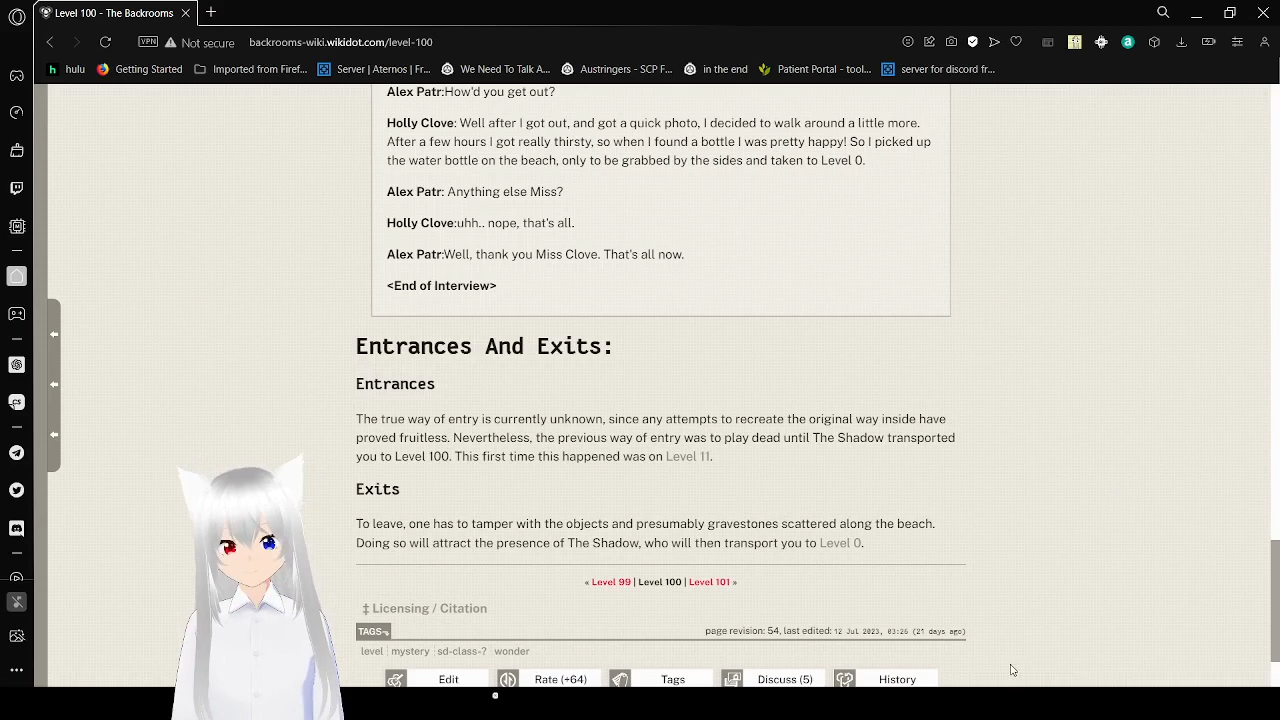 Level 100 - The Backrooms
VPN Not secure backrooms-wiki.wikidot.com/level-100
hulu Getting Started Imported from Firef... Server | Aternos | Fr... We Need To Talk A... Austringers - SCP F... in the end Patient Portal - tool... server for discord fr...
Alex Patr:How'd you get out?
Holly Clove: Well after I got out, and got a quick photo, I decided to walk around a little more.
After a few hours I got really thirsty, so when I found a bottle I was pretty happy! So I picked up
the water bottle on the beach, only to be grabbed by the sides and taken to Level 0.
Alex Patr: Anything else Miss?
Holly Clove:uhh.. nope, that's all.
Alex Patr:Well, thank you Miss Clove. That's all now.
<End of Interview>
Entrances And Exits:
Entrances
The true way of entry is currently unknown, since any attempts to recreate the original way inside have
proved fruitless. Nevertheless, the previous way of entry was to play dead until The Shadow transported
you to Level 100. This first time this happened was on Level 11.
Exits
To leave, one has to tamper with the objects and presumably gravestones scattered along the beach.
Doing so will attract the presence of The Shadow, who will then transport you to Level 0.
« Level 99 | Level 100 | Level 101 »
‡ Licensing / Citation
TAGS page revision: 54, last edited: 12 Jul 2023, 03:26 (21 days ago)
level mystery sd-class-? wonder
Edit Rate (+64) Tags Discuss (5) History